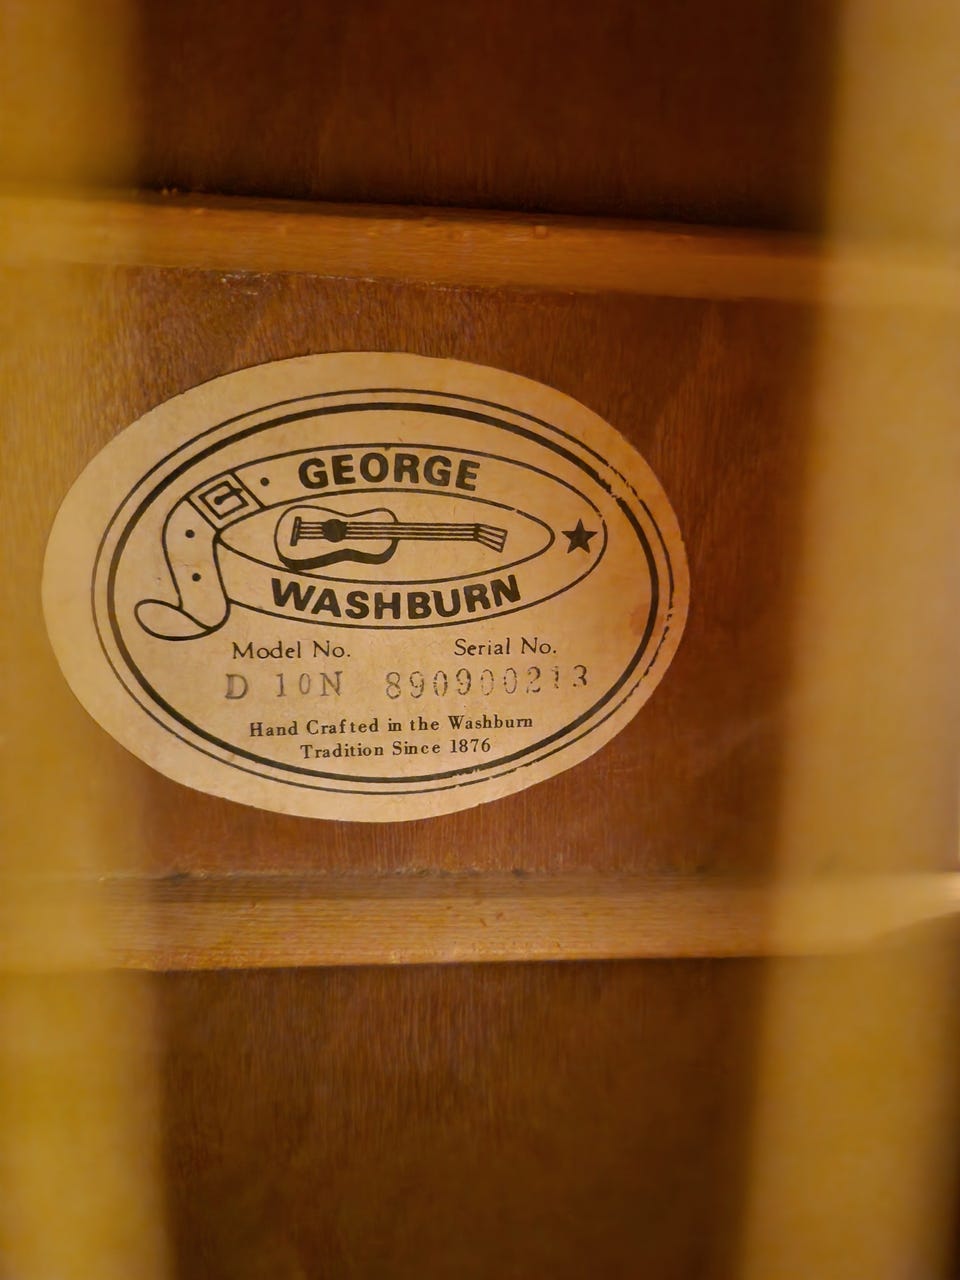 GEORGE
WASHBURN
Model No. Serial No.
D 10N 890900213
Hand Crafted in the Washburn
Tradition Since 1876